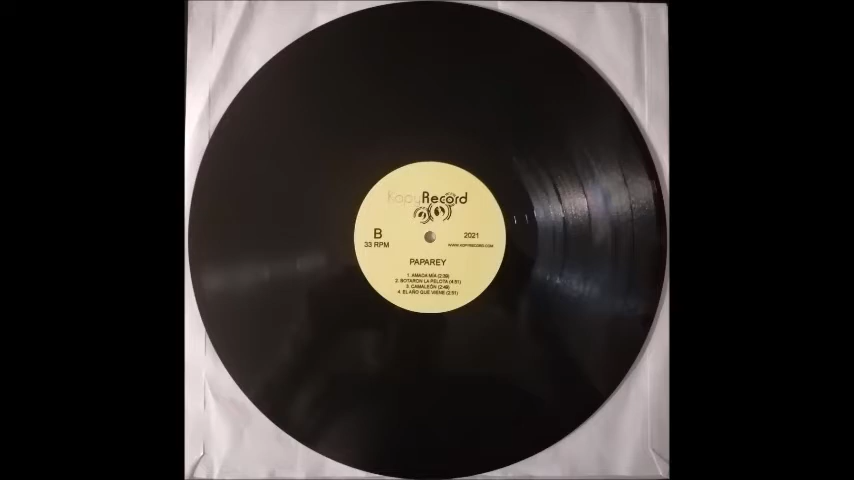 KopyRecord
B
33 RPM
2021
WWW.KOPYRECORD.COM
PAPAREY
1. AMADA MÍA (2:39)
2. BOTARON LA PELOTA (4:51)
3. CAMALEÓN (2:49)
4. EL AÑO QUE VIENE (2:51)